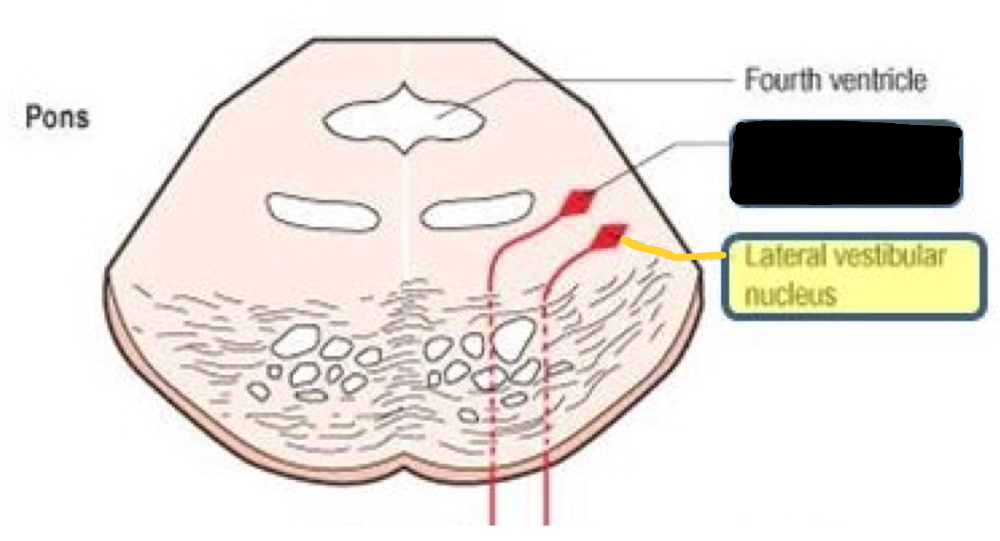 Fourth ventricle
Pons
Lateral vestibular
nucleus